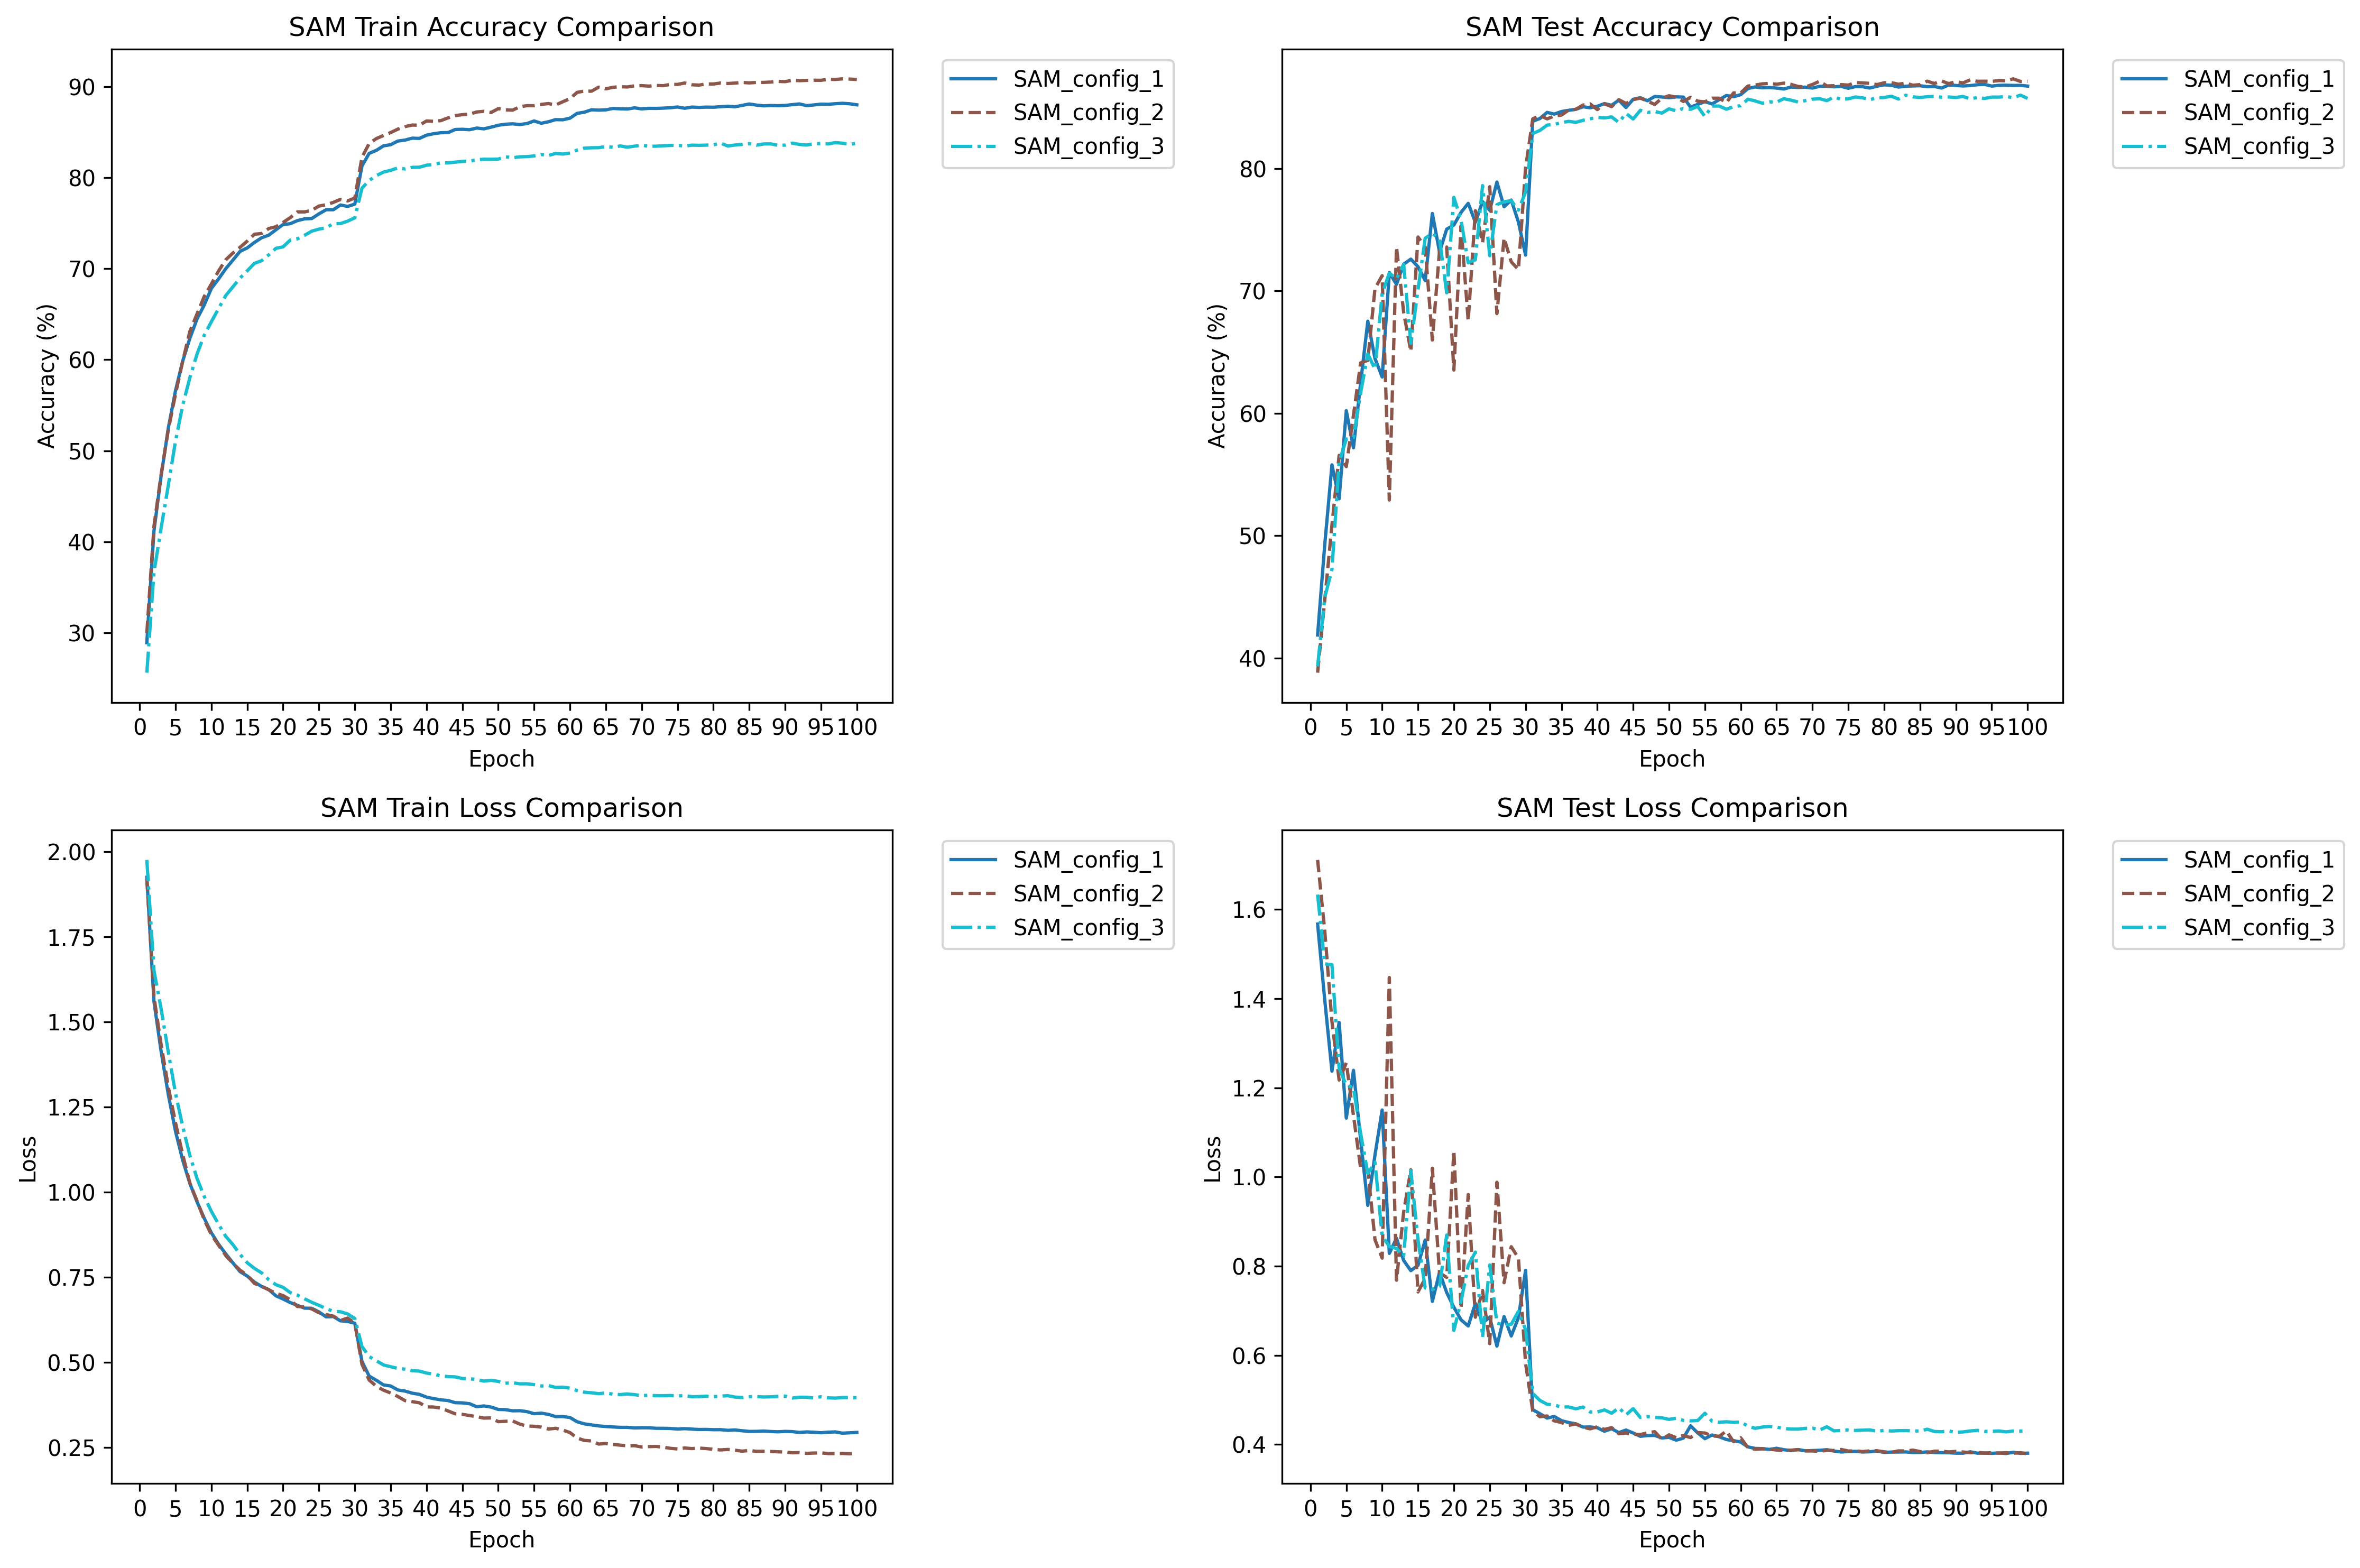 SAM Train Accuracy Comparison
Accuracy (%)
90
80
70
60
50
40
30
0 5 10 15 20 25 30 35 40 45 50 55 60 65 70 75 80 85 90 95 100
Epoch
SAM_config_1
SAM_config_2
SAM_config_3
SAM Test Accuracy Comparison
Accuracy (%)
80
70
60
50
40
0 5 10 15 20 25 30 35 40 45 50 55 60 65 70 75 80 85 90 95 100
Epoch
SAM_config_1
SAM_config_2
SAM_config_3
SAM Train Loss Comparison
Loss
2.00
1.75
1.50
1.25
1.00
0.75
0.50
0.25
0 5 10 15 20 25 30 35 40 45 50 55 60 65 70 75 80 85 90 95 100
Epoch
SAM_config_1
SAM_config_2
SAM_config_3
SAM Test Loss Comparison
Loss
1.6
1.4
1.2
1.0
0.8
0.6
0.4
0 5 10 15 20 25 30 35 40 45 50 55 60 65 70 75 80 85 90 95 100
Epoch
SAM_config_1
SAM_config_2
SAM_config_3